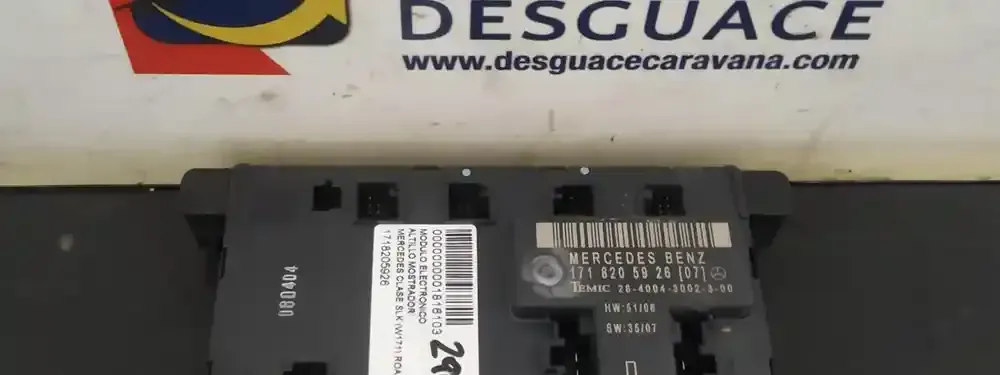 DESGUACE
www.desguacecaravana.com
MERCEDES BENZ
171 820 59 26 [07]
TEMIC 28-4004-3002-3-00
HW:51/06
SW:35/07
080404
0000000001816103
MODULO ELECTRONICO
ALTILLO MOSTRADOR
MERCEDES CLASE SLK (W171) ROA
1718205926